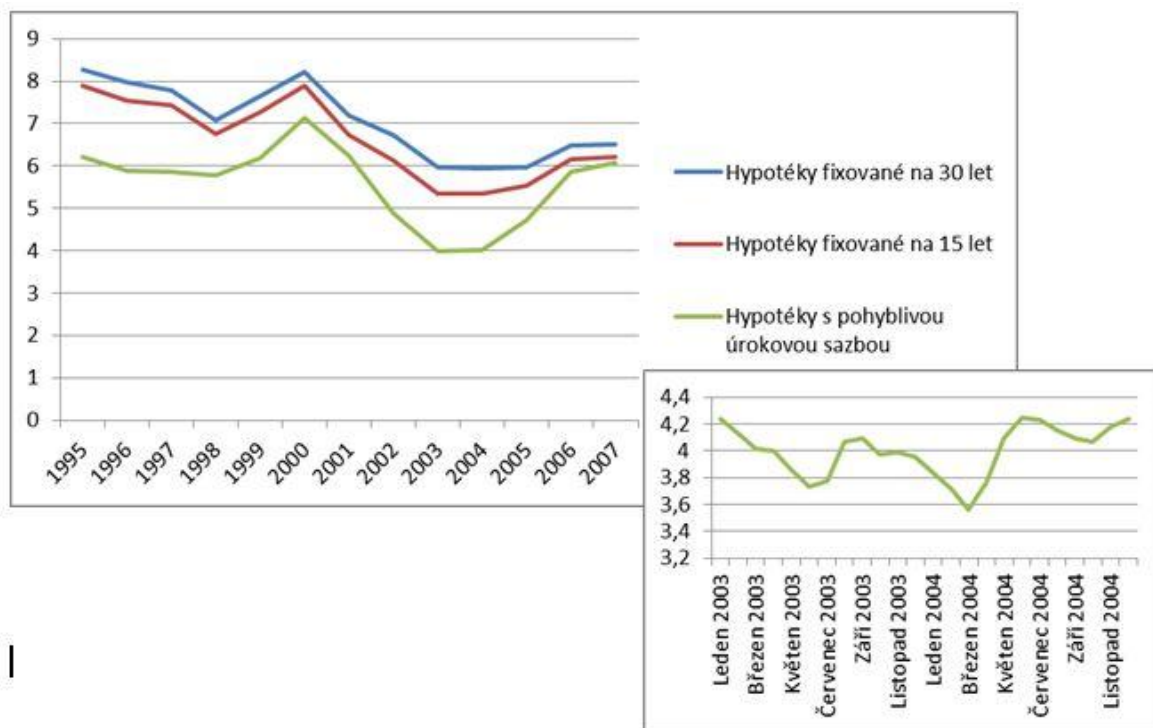 9
8
7
6
5
4
3
2
1
0
1995
1996
1997
1998
1999
2000
2001
2002
2003
2004
2005
2006
2007
Hypotéky fixované na 30 let
Hypotéky fixované na 15 let
Hypotéky s pohyblivou
úrokovou sazbou
4,4
4,2
4
3,8
3,6
3,4
3,2
Leden 2003
Březen 2003
Květen 2003
Červenec 2003
Září 2003
Listopad 2003
Leden 2004
Březen 2004
Květen 2004
Červenec 2004
Září 2004
Listopad 2004